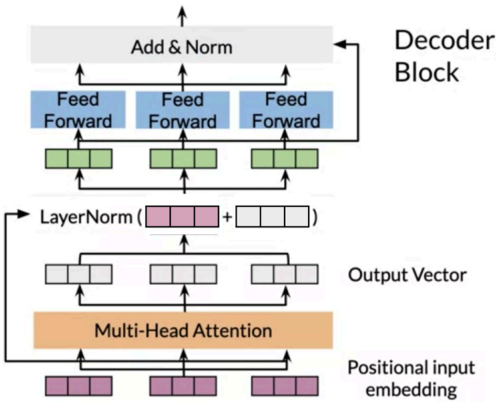 Add & Norm
Decoder
Block
Feed
Forward
Feed
Forward
Feed
Forward
LayerNorm ( + )
Output Vector
Multi-Head Attention
Positional input
embedding